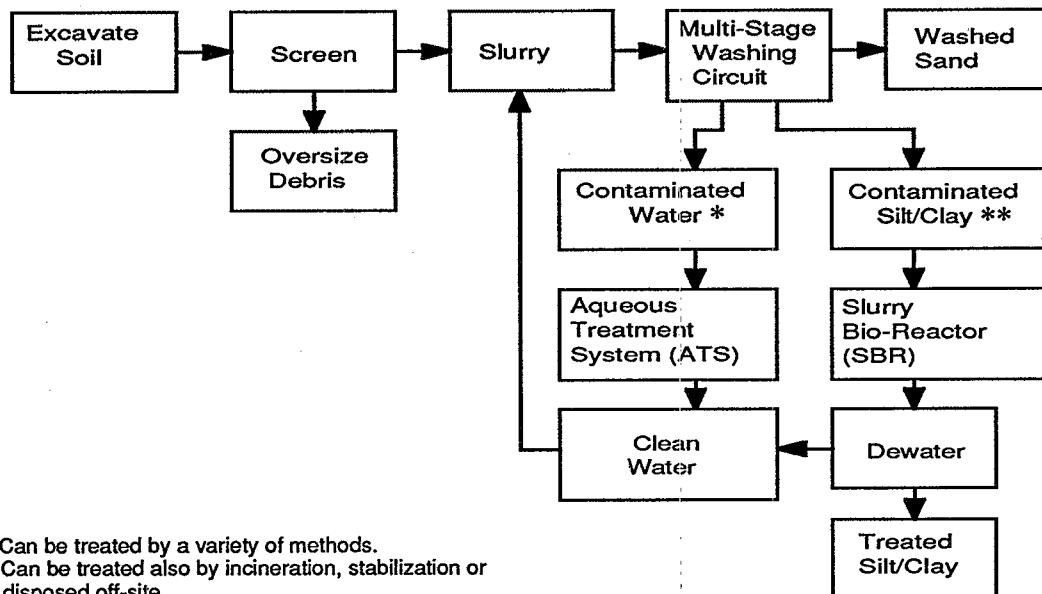 Excavate
Soil
Screen
Slurry
Multi-Stage
Washing
Circuit
Washed
Sand
Oversize
Debris
Contaminated
Water *
Contaminated
Silt/Clay **
Aqueous
Treatment
System (ATS)
Slurry
Bio-Reactor
(SBR)
Clean
Water
Dewater
Treated
Silt/Clay
Can be treated by a variety of methods.
Can be treated also by incineration, stabilization or
disposed off-site